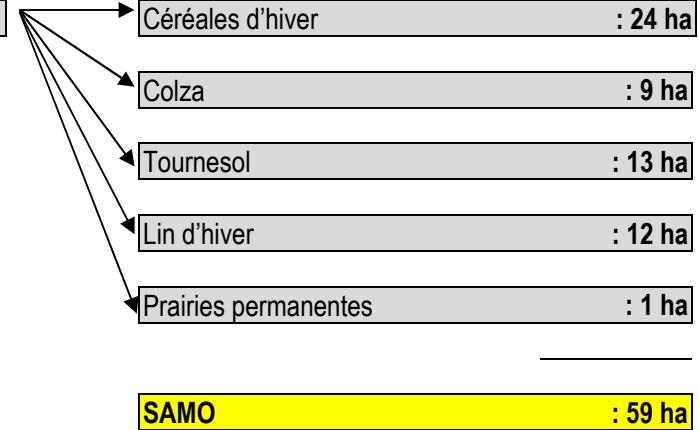 Céréales d’hiver : 24 ha
Colza : 9 ha
Tournesol : 13 ha
Lin d’hiver : 12 ha
Prairies permanentes : 1 ha
SAMO : 59 ha